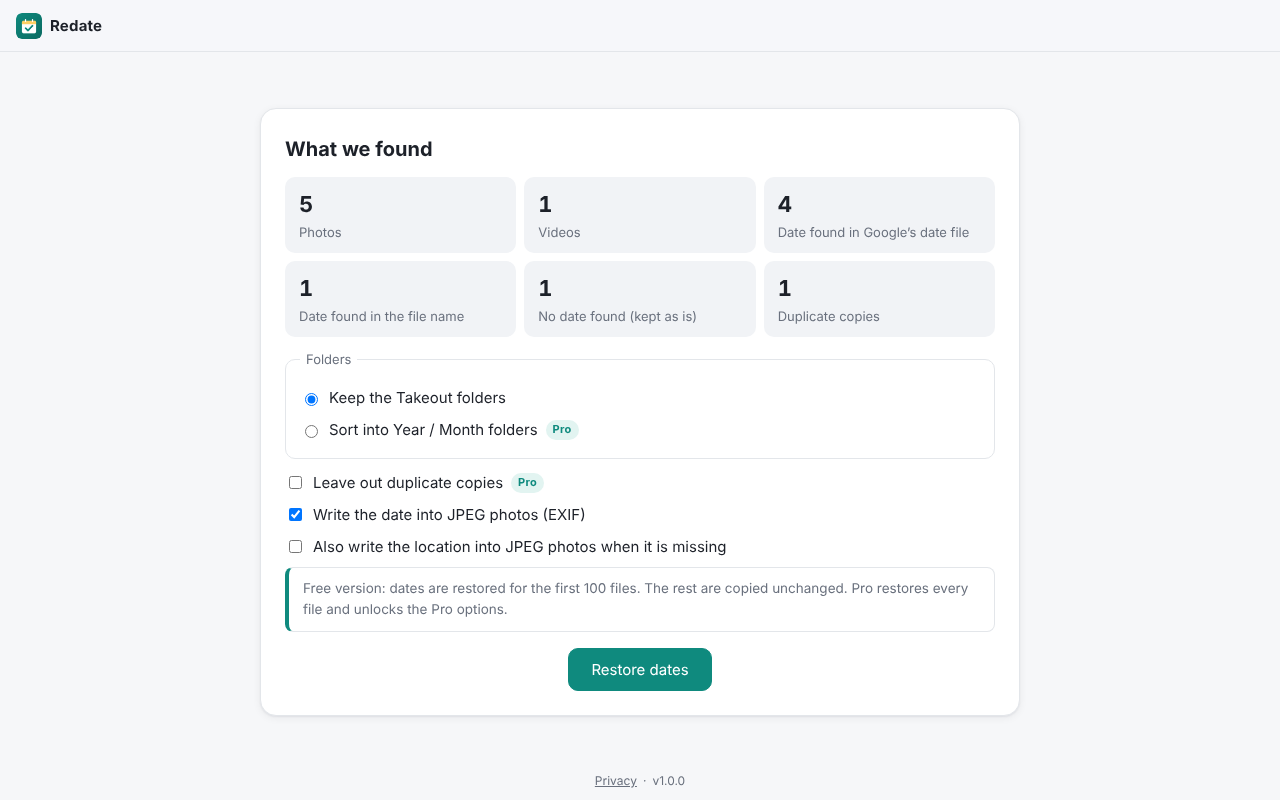 Redate
What we found
5
Photos
1
Videos
4
Date found in Google’s date file
1
Date found in the file name
1
No date found (kept as is)
1
Duplicate copies
Folders
Keep the Takeout folders
Sort into Year / Month folders Pro
Leave out duplicate copies Pro
Write the date into JPEG photos (EXIF)
Also write the location into JPEG photos when it is missing
Free version: dates are restored for the first 100 files. The rest are copied unchanged. Pro restores every
file and unlocks the Pro options.
Restore dates
Privacy · v1.0.0